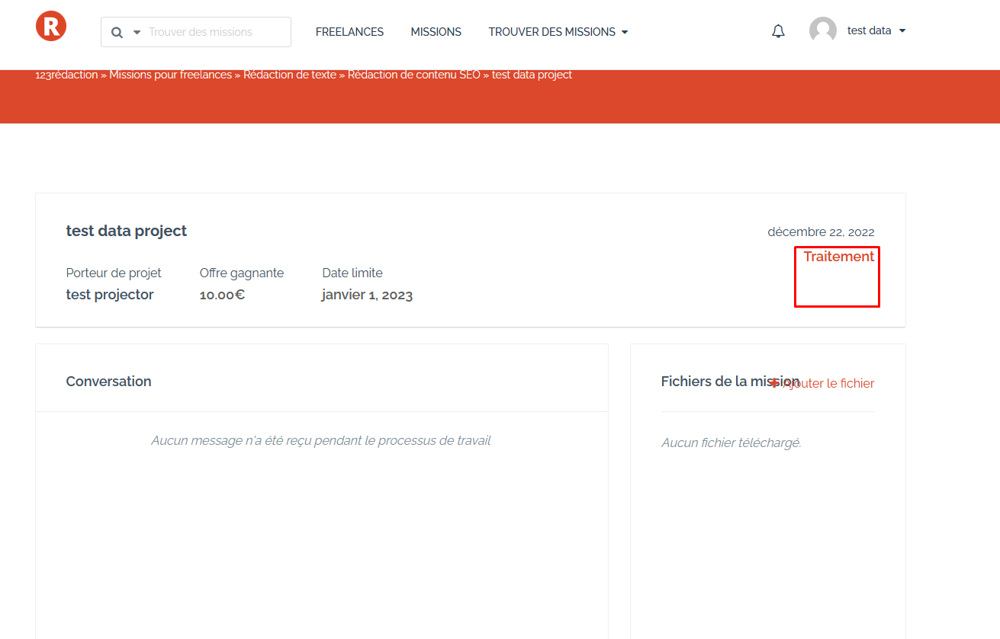 R
Trouver des missions
FREELANCES
MISSIONS
TROUVER DES MISSIONS
test data
123rédaction » Missions pour freelances » Rédaction de texte » Rédaction de contenu SEO » test data project
test data project
décembre 22, 2022
Traitement
Porteur de projet
test projector
Offre gagnante
10.00€
Date limite
janvier 1, 2023
Conversation
Aucun message n'a été reçu pendant le processus de travail
Fichiers de la mission
+ Ajouter le fichier
Aucun fichier téléchargé.